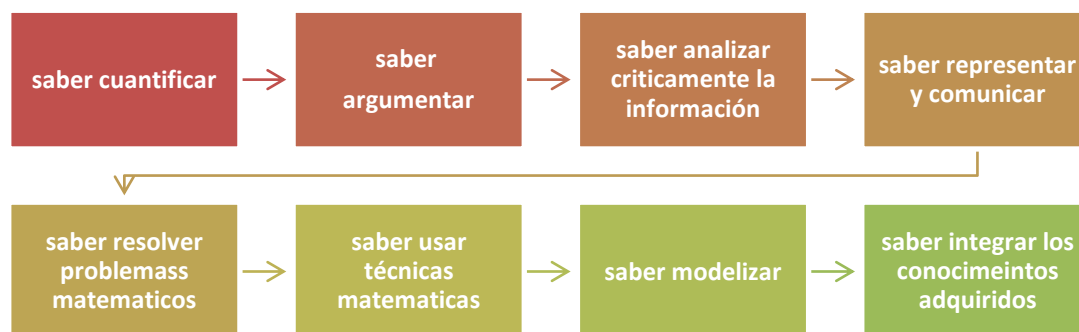 saber cuantificar
saber
argumentar
saber analizar
criticamente la
información
saber representar
y comunicar
saber resolver
problemass
matematicos
saber usar
técnicas
matematicas
saber modelizar
saber integrar los
conocimeintos
adquiridos